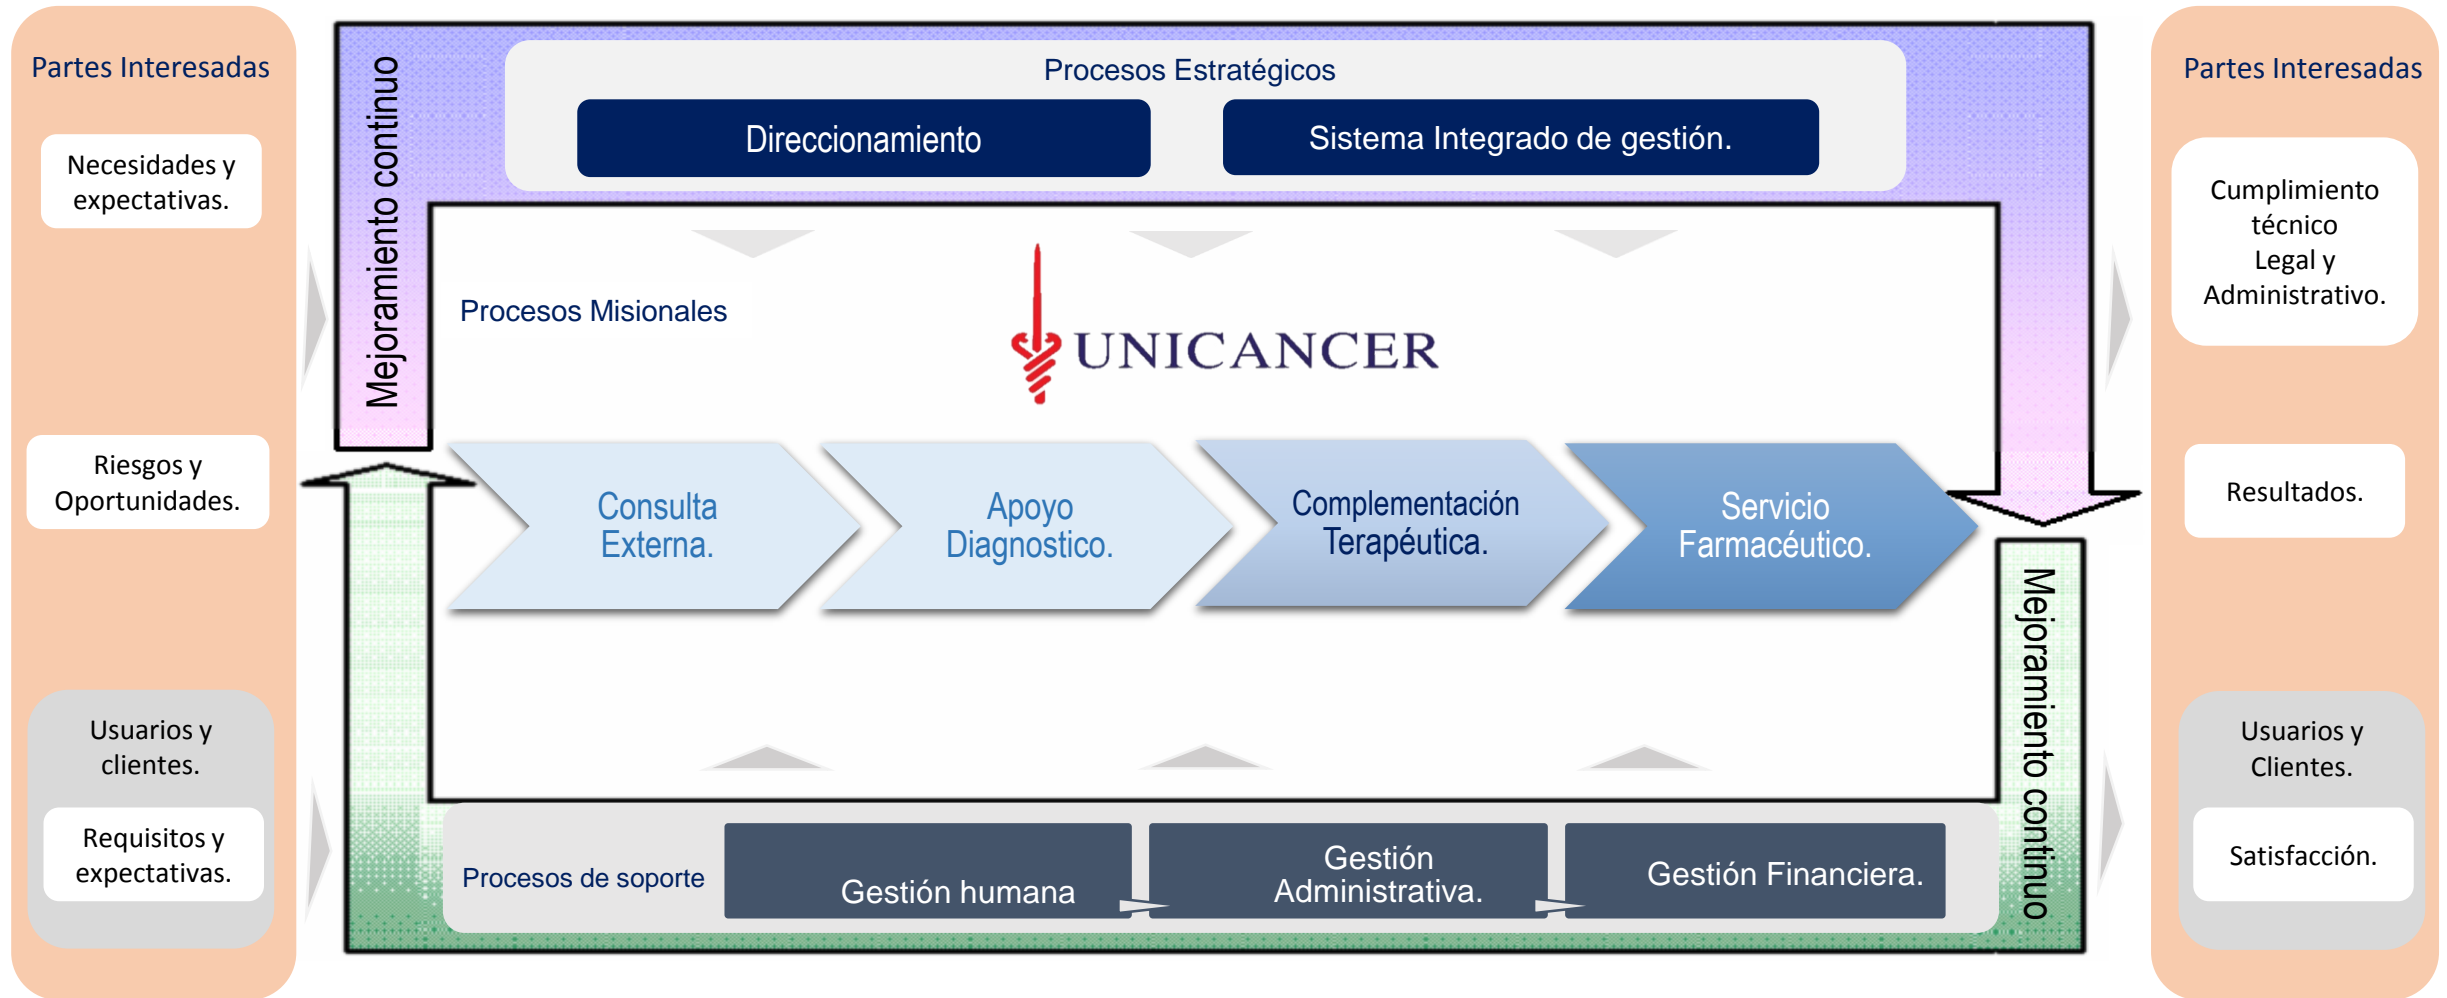 Partes Interesadas
Necesidades y
expectativas.
Riesgos y
Oportunidades.
Usuarios y
clientes.
Requisitos y
expectativas.
Mejoramiento continuo
Procesos Estratégicos
Direccionamiento
Sistema Integrado de gestión.
Procesos Misionales
UNICANCER
Consulta
Externa.
Apoyo
Diagnostico.
Complementación
Terapéutica.
Servicio
Farmacéutico.
Procesos de soporte
Gestión humana
Gestión
Administrativa.
Gestión Financiera.
Mejoramiento continuo
Partes Interesadas
Cumplimiento
técnico
Legal y
Administrativo.
Resultados.
Usuarios y
Clientes.
Satisfacción.